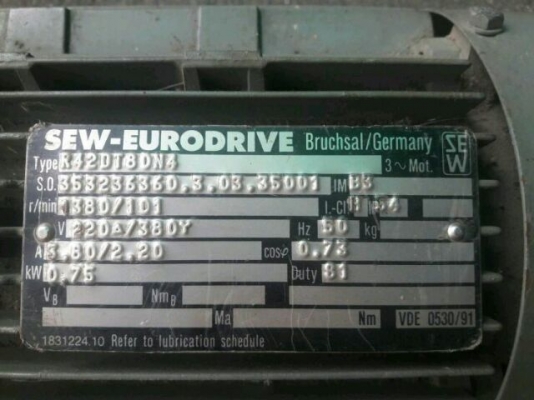 SEW-EURODRIVE Bruchsal/Germany SEW
Type R42DT80N4 3~Mot.
S.O. 353236360.3.03.35001 IM B3
r/min 1380/101 I.-Cl
V 220Δ/380Y Hz 50 kg
A 3.80/2.20 cosφ 0.73
kW 0.75 Duty S1
VB NmB
Ma Nm VDE 0530/91
1831224.10 Refer to lubrication schedule